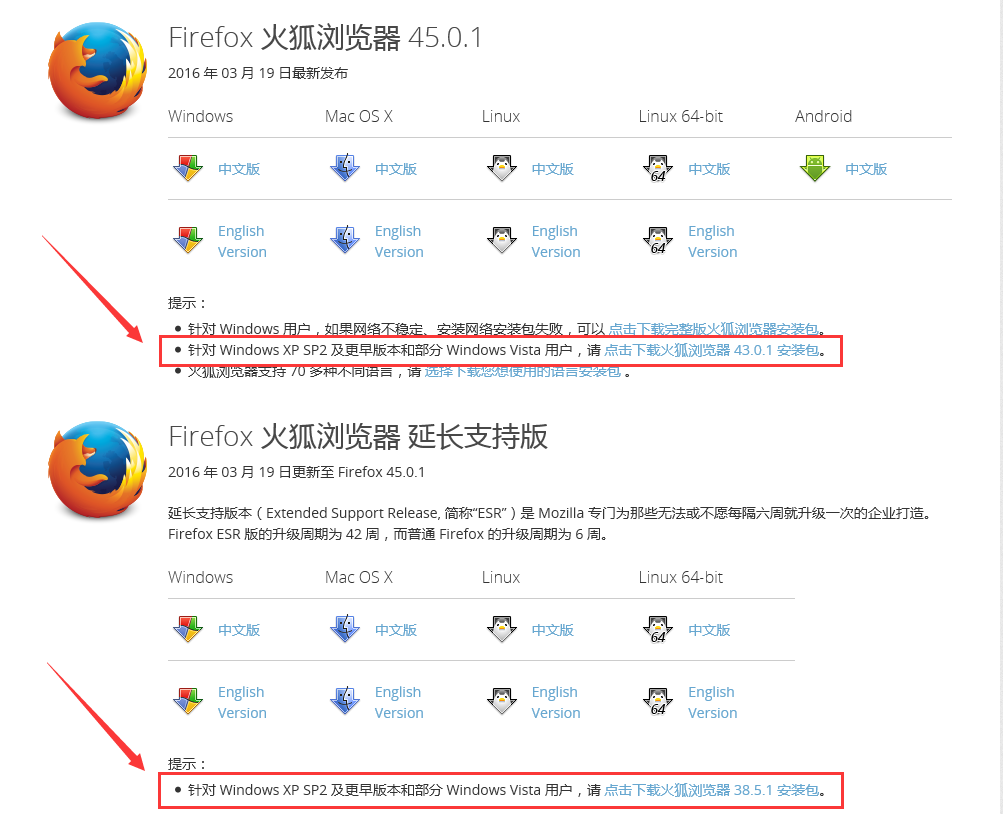 Firefox 火狐浏览器 45.0.1
2016 年 03 月 19 日最新发布
Windows Mac OS X Linux Linux 64-bit Android
中文版 中文版 中文版 64 中文版 中文版
English Version English Version English Version 64 English Version
提示：
针对 Windows 用户，如果网络不稳定、安装网络安装包失败，可以 点击下载完整版火狐浏览器安装包。
针对 Windows XP SP2 及更早版本和部分 Windows Vista 用户，请 点击下载火狐浏览器 43.0.1 安装包。
火狐浏览器支持 70 多种不同语言，请 选择下载您想使用的语言安装包 。
Firefox 火狐浏览器 延长支持版
2016 年 03 月 19 日更新至 Firefox 45.0.1
延长支持版本（Extended Support Release, 简称“ESR”）是 Mozilla 专门为那些无法或不愿每隔六周就升级一次的企业打造。
Firefox ESR 版的升级周期为 42 周，而普通 Firefox 的升级周期为 6 周。
Windows Mac OS X Linux Linux 64-bit
中文版 中文版 中文版 64 中文版
English Version English Version English Version 64 English Version
提示：
针对 Windows XP SP2 及更早版本和部分 Windows Vista 用户，请 点击下载火狐浏览器 38.5.1 安装包。